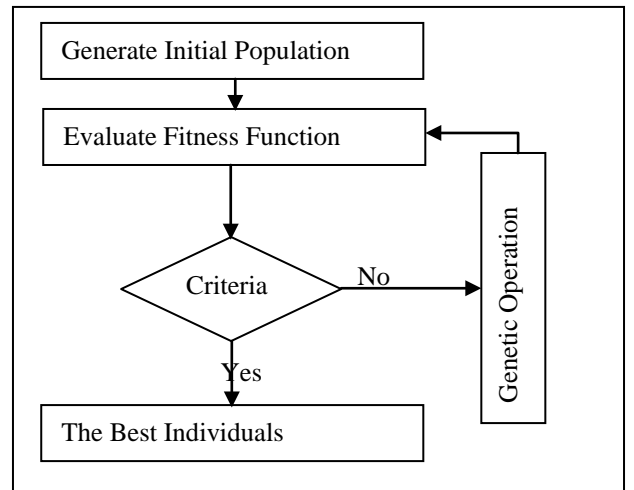 Generate Initial Population
Evaluate Fitness Function
Criteria
No
Genetic Operation
Yes
The Best Individuals